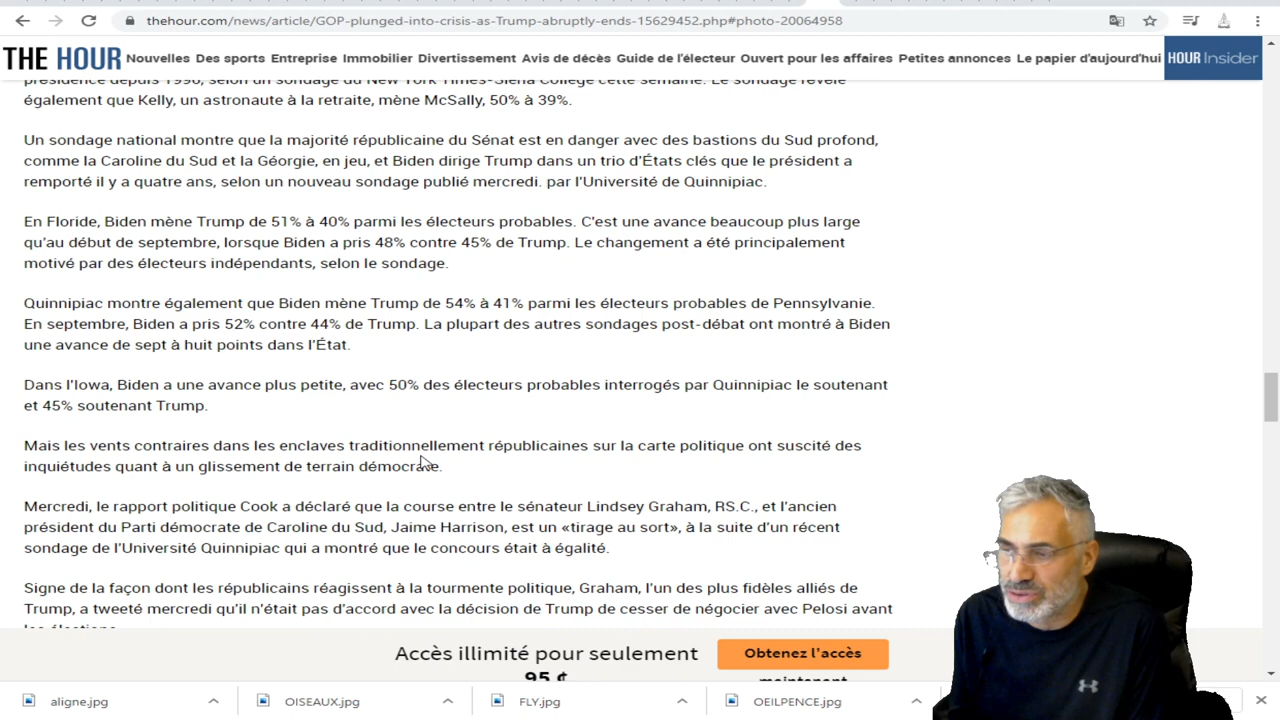 thehour.com/news/article/GOP-plunged-into-crisis-as-Trump-abruptly-ends-15629452.php#photo-20064958
THE HOUR Nouvelles Des sports Entreprise Immobilier Divertissement Avis de décès Guide de l'électeur Ouvert pour les affaires Petites annonces Le papier d'aujourd'hui HOUR Insider
présidence depuis 1996, selon un sondage du New York Times-Siena College cette semaine. Le sondage révèle
également que Kelly, un astronaute à la retraite, mène McSally, 50% à 39%.
Un sondage national montre que la majorité républicaine du Sénat est en danger avec des bastions du Sud profond,
comme la Caroline du Sud et la Géorgie, en jeu, et Biden dirige Trump dans un trio d'États clés que le président a
remporté il y a quatre ans, selon un nouveau sondage publié mercredi. par l'Université de Quinnipiac.
En Floride, Biden mène Trump de 51% à 40% parmi les électeurs probables. C'est une avance beaucoup plus large
qu'au début de septembre, lorsque Biden a pris 48% contre 45% de Trump. Le changement a été principalement
motivé par des électeurs indépendants, selon le sondage.
Quinnipiac montre également que Biden mène Trump de 54% à 41% parmi les électeurs probables de Pennsylvanie.
En septembre, Biden a pris 52% contre 44% de Trump. La plupart des autres sondages post-débat ont montré à Biden
une avance de sept à huit points dans l'État.
Dans l'Iowa, Biden a une avance plus petite, avec 50% des électeurs probables interrogés par Quinnipiac le soutenant
et 45% soutenant Trump.
Mais les vents contraires dans les enclaves traditionnellement républicaines sur la carte politique ont suscité des
inquiétudes quant à un glissement de terrain démocrate.
Mercredi, le rapport politique Cook a déclaré que la course entre le sénateur Lindsey Graham, RS.C., et l'ancien
président du Parti démocrate de Caroline du Sud, Jaime Harrison, est un «tirage au sort», à la suite d'un récent
sondage de l'Université Quinnipiac qui a montré que le concours était à égalité.
Signe de la façon dont les républicains réagissent à la tourmente politique, Graham, l'un des plus fidèles alliés de
Trump, a tweeté mercredi qu'il n'était pas d'accord avec la décision de Trump de cesser de négocier avec Pelosi avant
les élections.
Accès illimité pour seulement
95 ¢
Obtenez l'accès
maintenant
aligne.jpg
OISEAUX.jpg
FLY.jpg
OEILPENCE.jpg